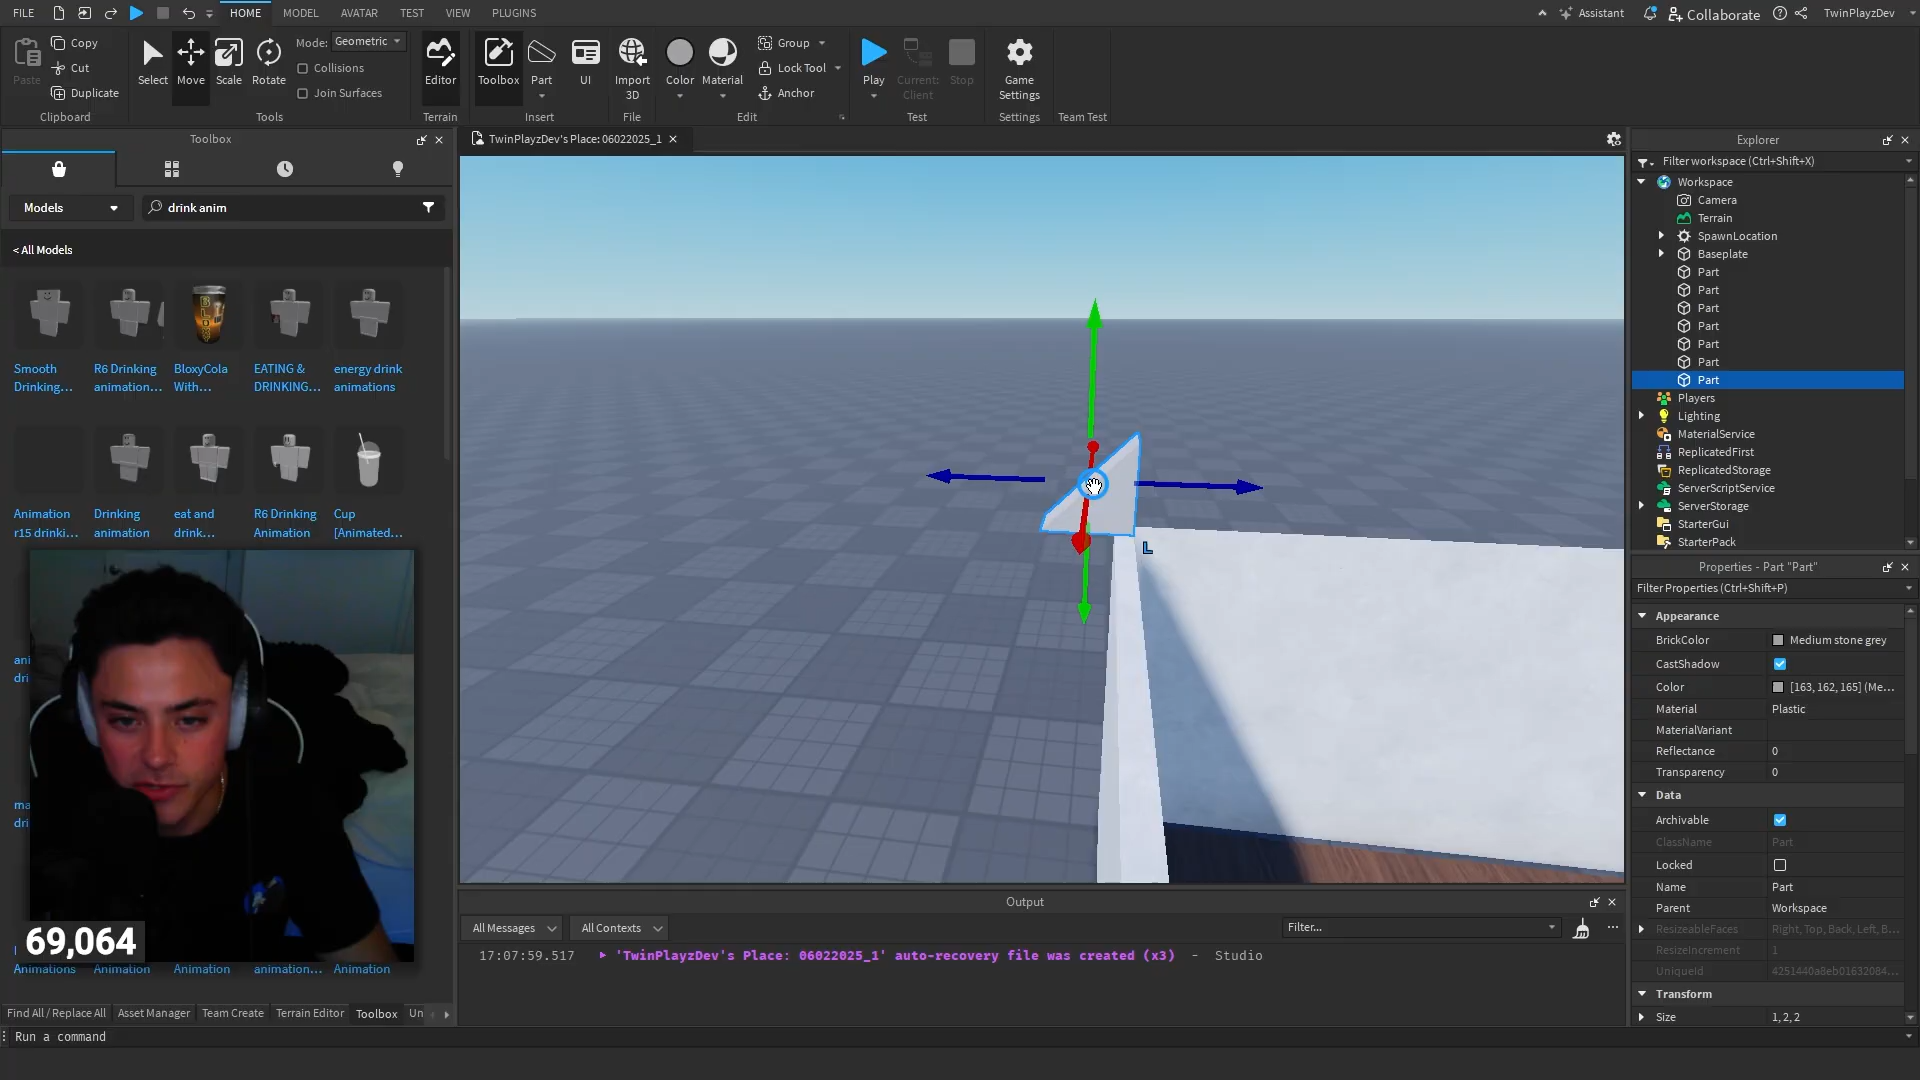 FILE HOME MODEL AVATAR TEST VIEW PLUGINS Assistant Collaborate TwinPlayzDev
Paste Copy Cut Duplicate Clipboard
Select Move Scale Rotate Mode: Geometric Collisions Join Surfaces Tools
Editor Terrain
Toolbox Part UI Insert
Import 3D File
Color Material Group Lock Tool Anchor Edit
Play Current: Client Stop Test
Game Settings Settings Team Test
Toolbox
Models drink anim
< All Models
Smooth Drinking...
R6 Drinking animation...
BloxyCola With...
EATING & DRINKING...
energy drink animations
Animation r15 drinki...
Drinking animation
eat and drink...
R6 Drinking Animation
Cup [Animated...
ani
dri
ma
dri
69,064
Animations Animation Animation animation... Animation
Find All / Replace All Asset Manager Team Create Terrain Editor Toolbox Un
Run a command
TwinPlayzDev's Place: 06022025_1
BLOXY
L
Output
All Messages All Contexts Filter...
17:07:59.517 'TwinPlayzDev's Place: 06022025_1' auto-recovery file was created (x3) - Studio
Explorer
Filter workspace (Ctrl+Shift+X)
Workspace
Camera
Terrain
SpawnLocation
Baseplate
Part
Part
Part
Part
Part
Part
Part
Players
Lighting
MaterialService
ReplicatedFirst
ReplicatedStorage
ServerScriptService
ServerStorage
StarterGui
StarterPack
Properties - Part "Part"
Filter Properties (Ctrl+Shift+P)
Appearance
BrickColor Medium stone grey
CastShadow
Color [163, 162, 165] (Me...
Material Plastic
MaterialVariant
Reflectance 0
Transparency 0
Data
Archivable
ClassName Part
Locked
Name Part
Parent Workspace
ResizeableFaces Right, Top, Back, Left, B...
ResizeIncrement 1
UniqueId 4251440a8eb01632084...
Transform
Size 1, 2, 2